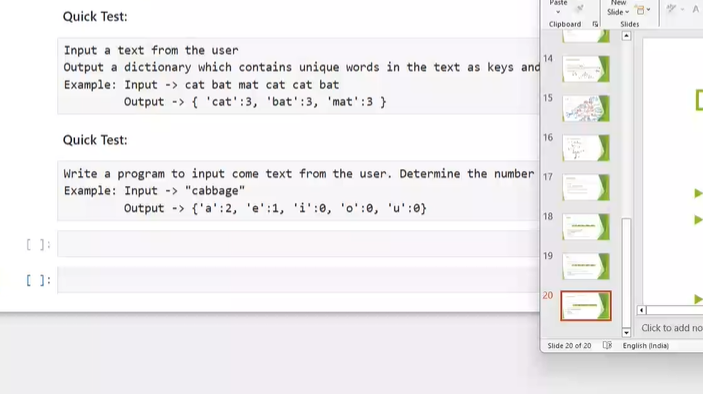 Quick Test:
Input a text from the user
Output a dictionary which contains unique words in the text as keys and
Example: Input -> cat bat mat cat cat bat
Output -> { 'cat':3, 'bat':3, 'mat':3 }
Quick Test:
Write a program to input come text from the user. Determine the number
Example: Input -> "cabbage"
Output -> {'a':2, 'e':1, 'i':0, 'o':0, 'u':0}
[ ]:
[ ]:
Paste
New
Slide
Clipboard
Slides
14
15
16
17
18
19
20
Click to add no
Slide 20 of 20
English (India)